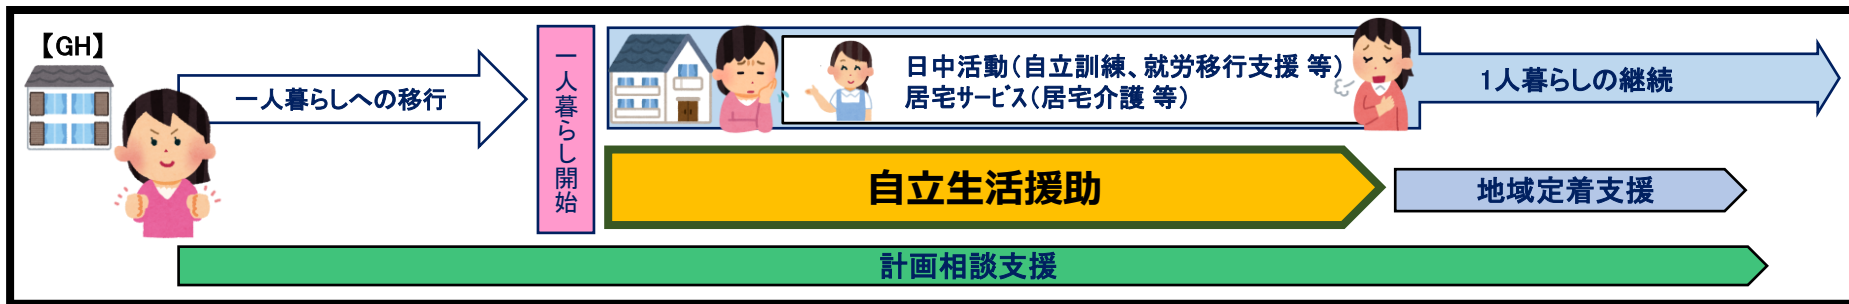 【GH】
一人暮らしへの移行
一人暮らし開始
日中活動（自立訓練、就労移行支援 等）
居宅ｻｰﾋﾞｽ（居宅介護 等）
1人暮らしの継続
自立生活援助
地域定着支援
計画相談支援